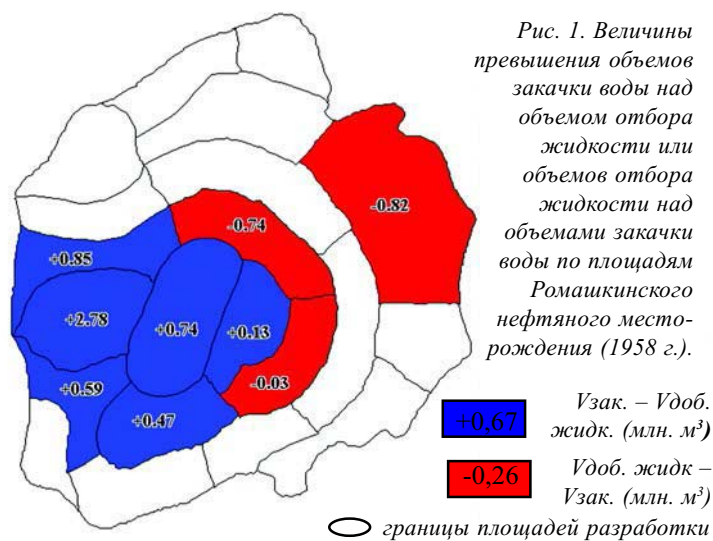 Рис. 1. Величины
превышения объемов
закачки воды над
объемом отбора
жидкости или
объемов отбора
жидкости над
объемами закачки
воды по площадям
Ромашкинского
нефтяного место-
рождения (1958 г.).
-0.82
-0.74
+0.85
+2.78
+0.74
+0.13
+0.59
-0.03
+0.47
+0,67
Vзак. – Vдоб.
жидк. (млн. м³)
-0,26
Vдоб. жидк –
Vзак. (млн. м³)
границы площадей разработки